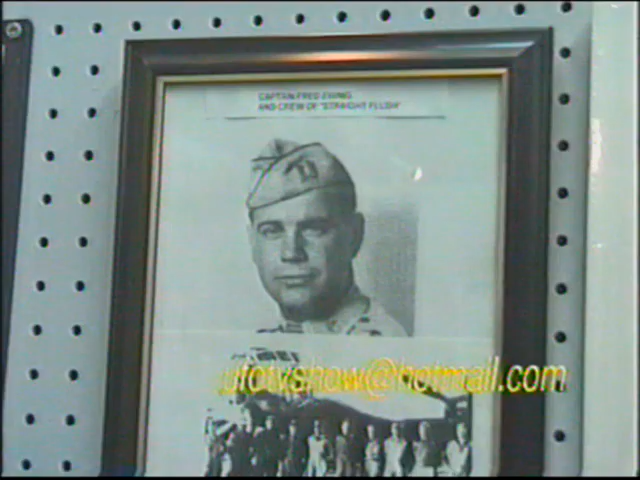 CAPTAIN FRED EWING
AND CREW OF "STRAIGHT FLUSH"
ufotvshow@hotmail.com